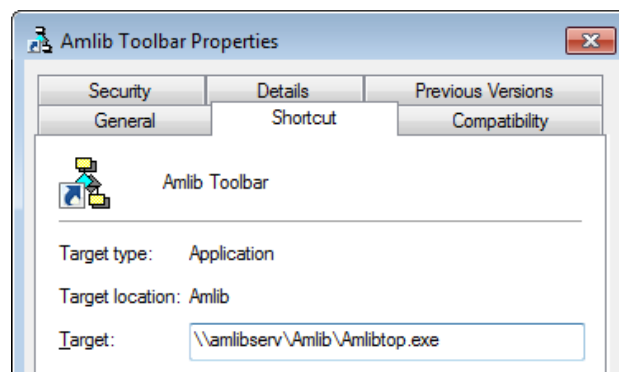 Amlib Toolbar Properties
Security Details Previous Versions
General Shortcut Compatibility
Amlib Toolbar
Target type: Application
Target location: Amlib
Target: \\amlibserv\Amlib\Amlibtop.exe